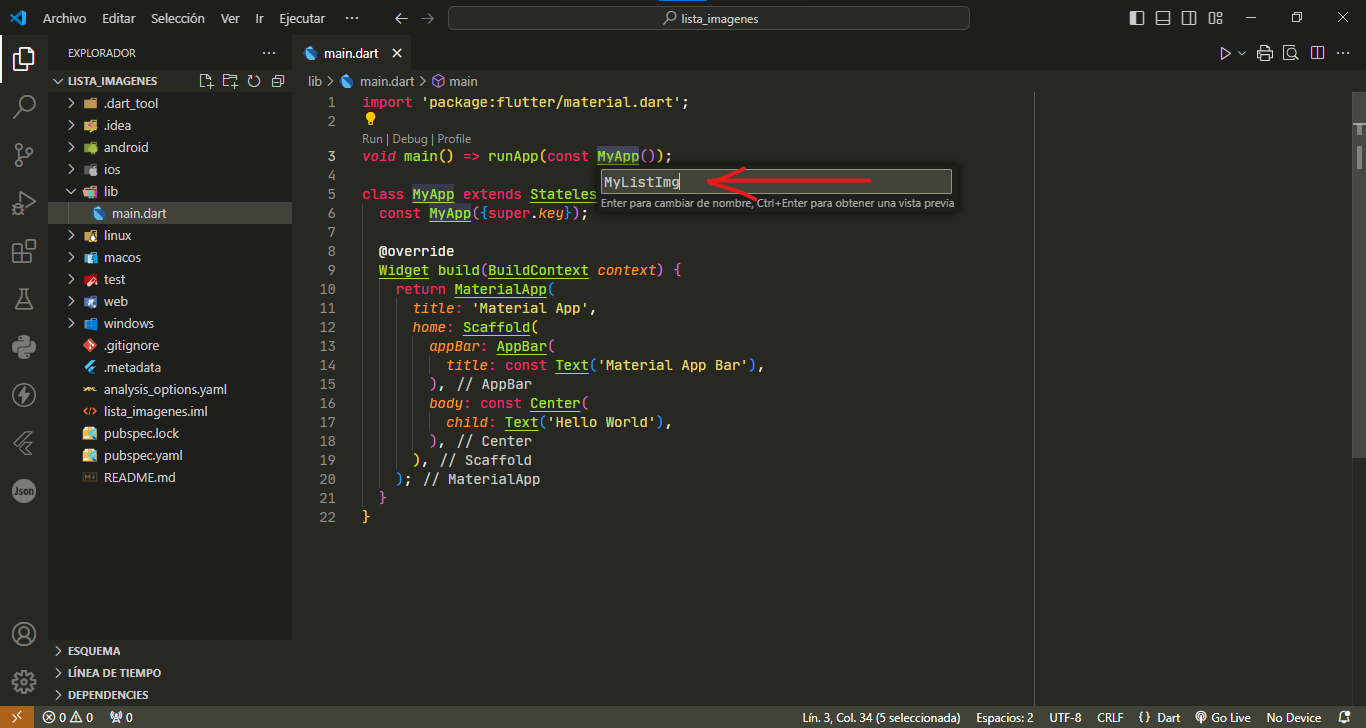 Archivo Editar Selección Ver Ir Ejecutar ··· lista_imagenes
EXPLORADOR ···
LISTA_IMAGENES
.dart_tool
.idea
android
ios
lib
main.dart
linux
macos
test
web
windows
.gitignore
.metadata
analysis_options.yaml
lista_imagenes.iml
pubspec.lock
pubspec.yaml
README.md
ESQUEMA
LÍNEA DE TIEMPO
DEPENDENCIES
Json
main.dart
lib > main.dart > main
1 import 'package:flutter/material.dart';
2
Run | Debug | Profile
3 void main() => runApp(const MyApp());
MyListImg
Enter para cambiar de nombre, Ctrl+Enter para obtener una vista previa
4
5 class MyApp extends Stateles
6 const MyApp({super.key});
7
8 @override
9 Widget build(BuildContext context) {
10 return MaterialApp(
11 title: 'Material App',
12 home: Scaffold(
13 appBar: AppBar(
14 title: const Text('Material App Bar'),
15 ), // AppBar
16 body: const Center(
17 child: Text('Hello World'),
18 ), // Center
19 ), // Scaffold
20 ); // MaterialApp
21 }
22 }
0 0 0 Lín. 3, Col. 34 (5 seleccionada) Espacios: 2 UTF-8 CRLF {} Dart Go Live No Device